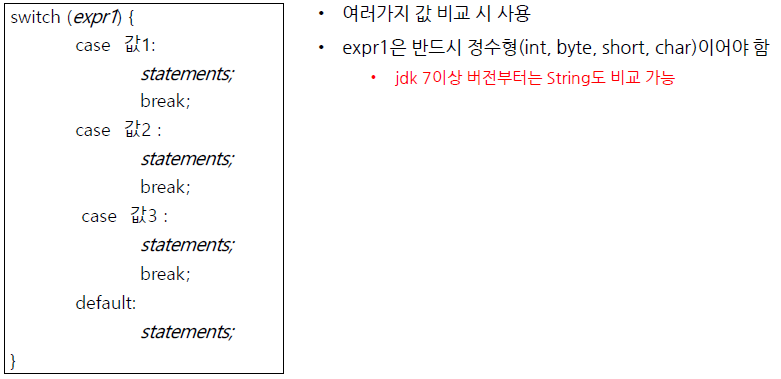 switch (expr1) {
case 값1:
statements;
break;
case 값2 :
statements;
break;
case 값3 :
statements;
break;
default:
statements;
}
• 여러가지 값 비교 시 사용
• expr1은 반드시 정수형(int, byte, short, char)이어야 함
• jdk 7이상 버전부터는 String도 비교 가능